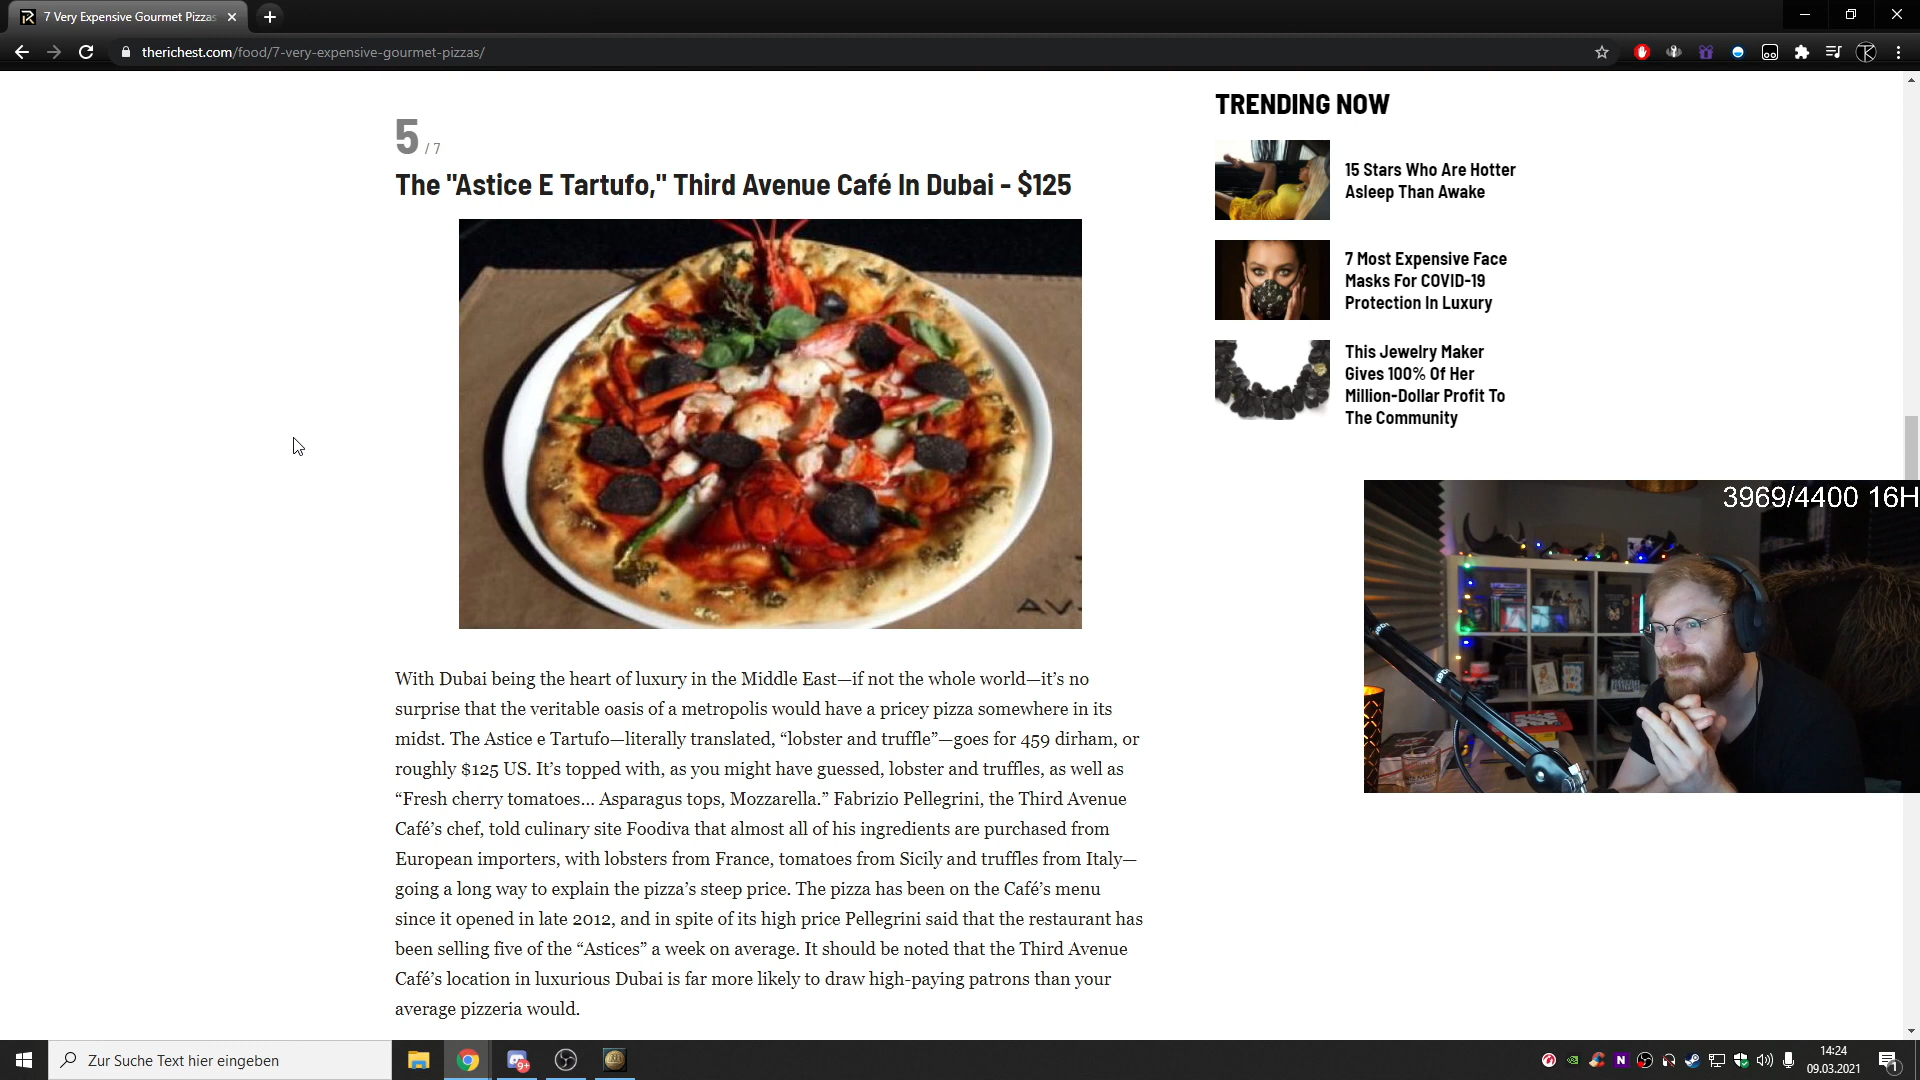 7 Very Expensive Gourmet Pizzas
therichest.com/food/7-very-expensive-gourmet-pizzas/
5 / 7
The "Astice E Tartufo," Third Avenue Café In Dubai - $125
AV
With Dubai being the heart of luxury in the Middle East—if not the whole world—it’s no
surprise that the veritable oasis of a metropolis would have a pricey pizza somewhere in its
midst. The Astice e Tartufo—literally translated, “lobster and truffle”—goes for 459 dirham, or
roughly $125 US. It’s topped with, as you might have guessed, lobster and truffles, as well as
“Fresh cherry tomatoes... Asparagus tops, Mozzarella.” Fabrizio Pellegrini, the Third Avenue
Café’s chef, told culinary site Foodiva that almost all of his ingredients are purchased from
European importers, with lobsters from France, tomatoes from Sicily and truffles from Italy—
going a long way to explain the pizza’s steep price. The pizza has been on the Café’s menu
since it opened in late 2012, and in spite of its high price Pellegrini said that the restaurant has
been selling five of the “Astices” a week on average. It should be noted that the Third Avenue
Café’s location in luxurious Dubai is far more likely to draw high-paying patrons than your
average pizzeria would.
TRENDING NOW
15 Stars Who Are Hotter
Asleep Than Awake
7 Most Expensive Face
Masks For COVID-19
Protection In Luxury
This Jewelry Maker
Gives 100% Of Her
Million-Dollar Profit To
The Community
3969/4400 16H
Zur Suche Text hier eingeben
9+
14:24
09.03.2021
1